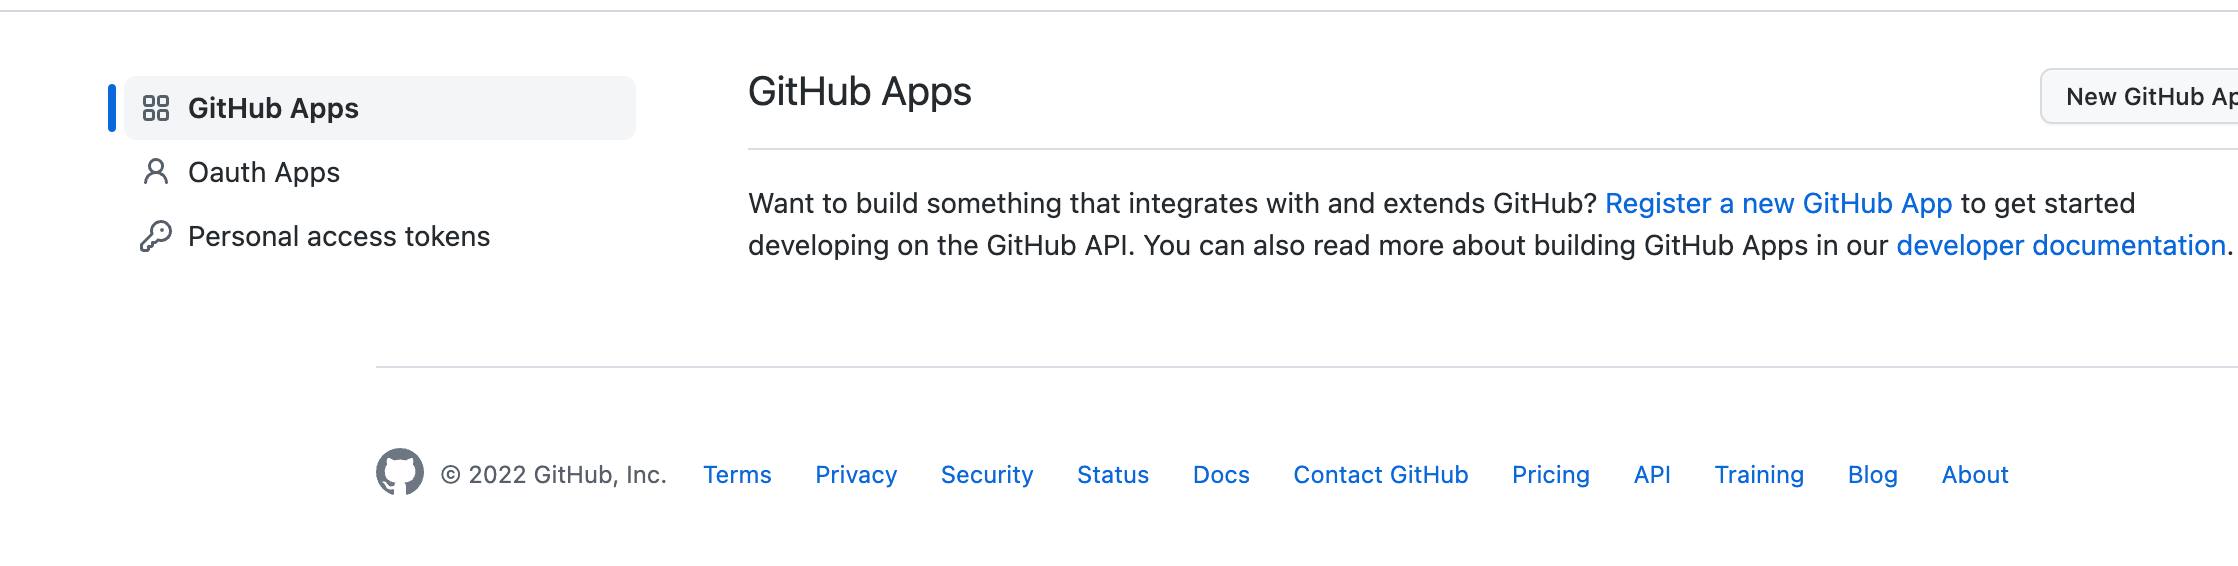 GitHub Apps
Oauth Apps
Personal access tokens
GitHub Apps
New GitHub Ap
Want to build something that integrates with and extends GitHub? Register a new GitHub App to get started
developing on the GitHub API. You can also read more about building GitHub Apps in our developer documentation.
© 2022 GitHub, Inc. Terms Privacy Security Status Docs Contact GitHub Pricing API Training Blog About